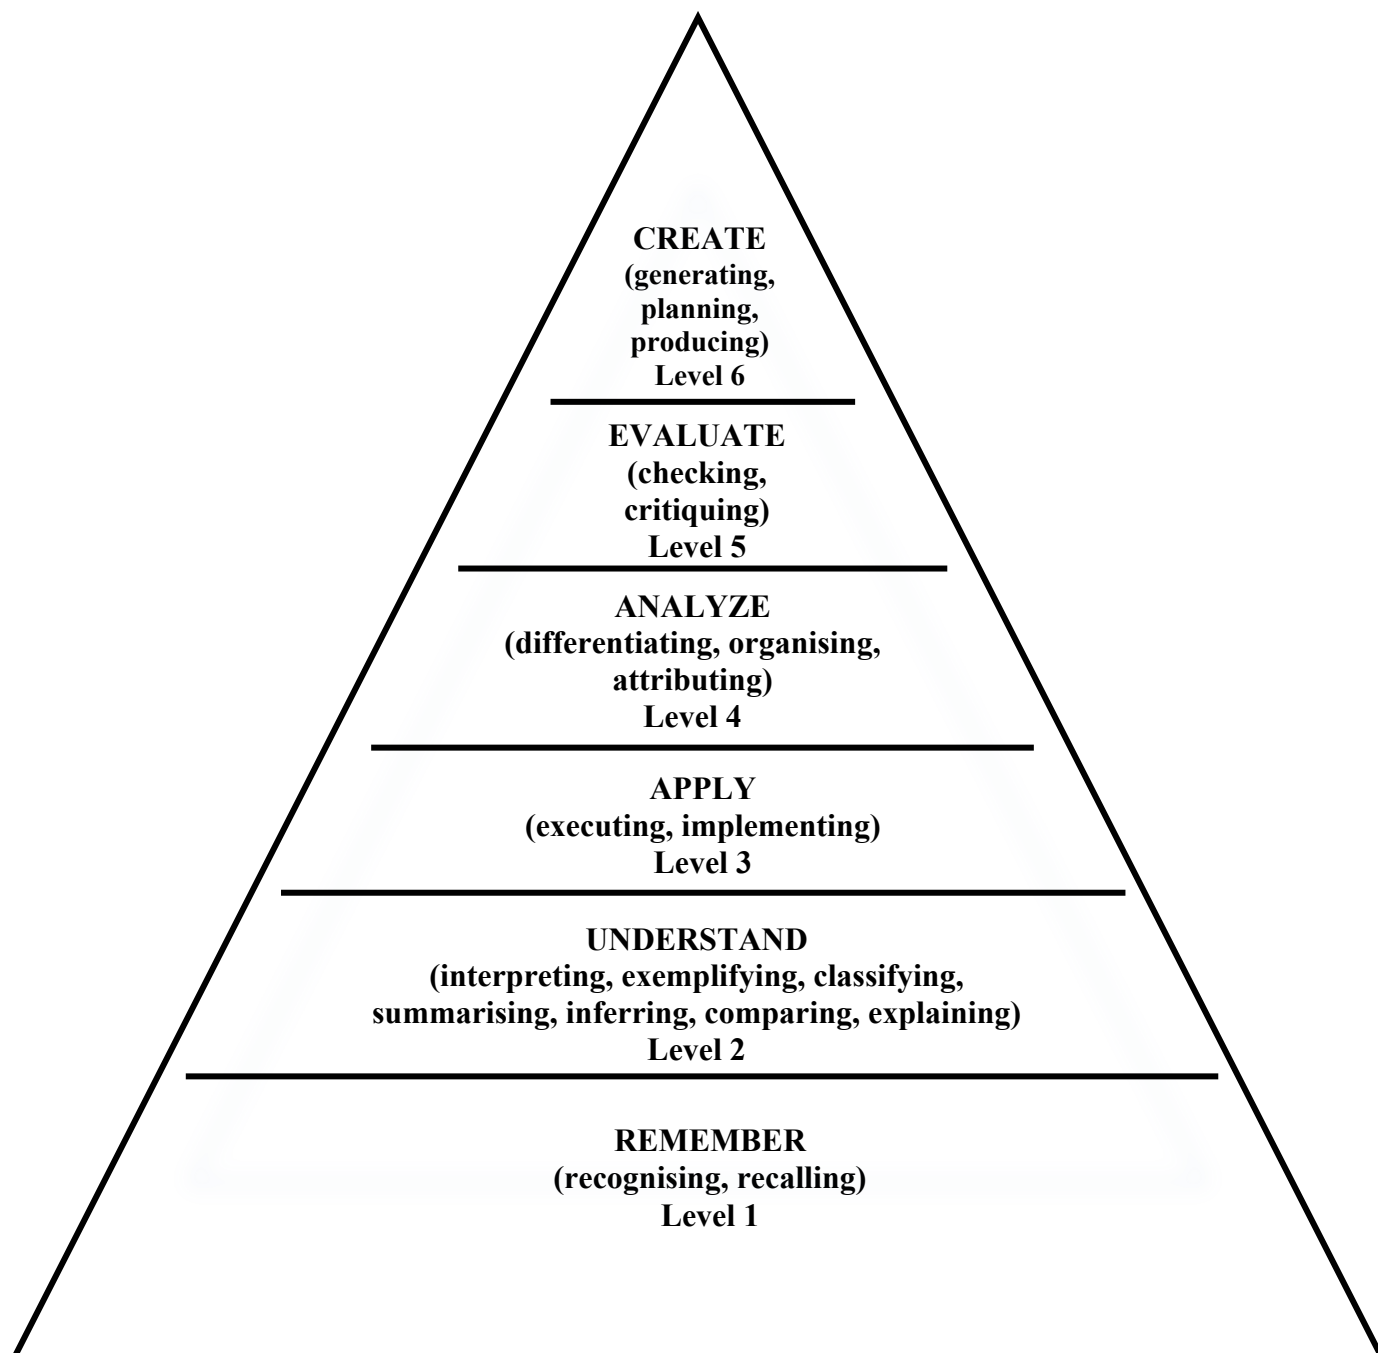 CREATE
(generating,
planning,
producing)
Level 6
EVALUATE
(checking,
critiquing)
Level 5
ANALYZE
(differentiating, organising,
attributing)
Level 4
APPLY
(executing, implementing)
Level 3
UNDERSTAND
(interpreting, exemplifying, classifying,
summarising, inferring, comparing, explaining)
Level 2
REMEMBER
(recognising, recalling)
Level 1